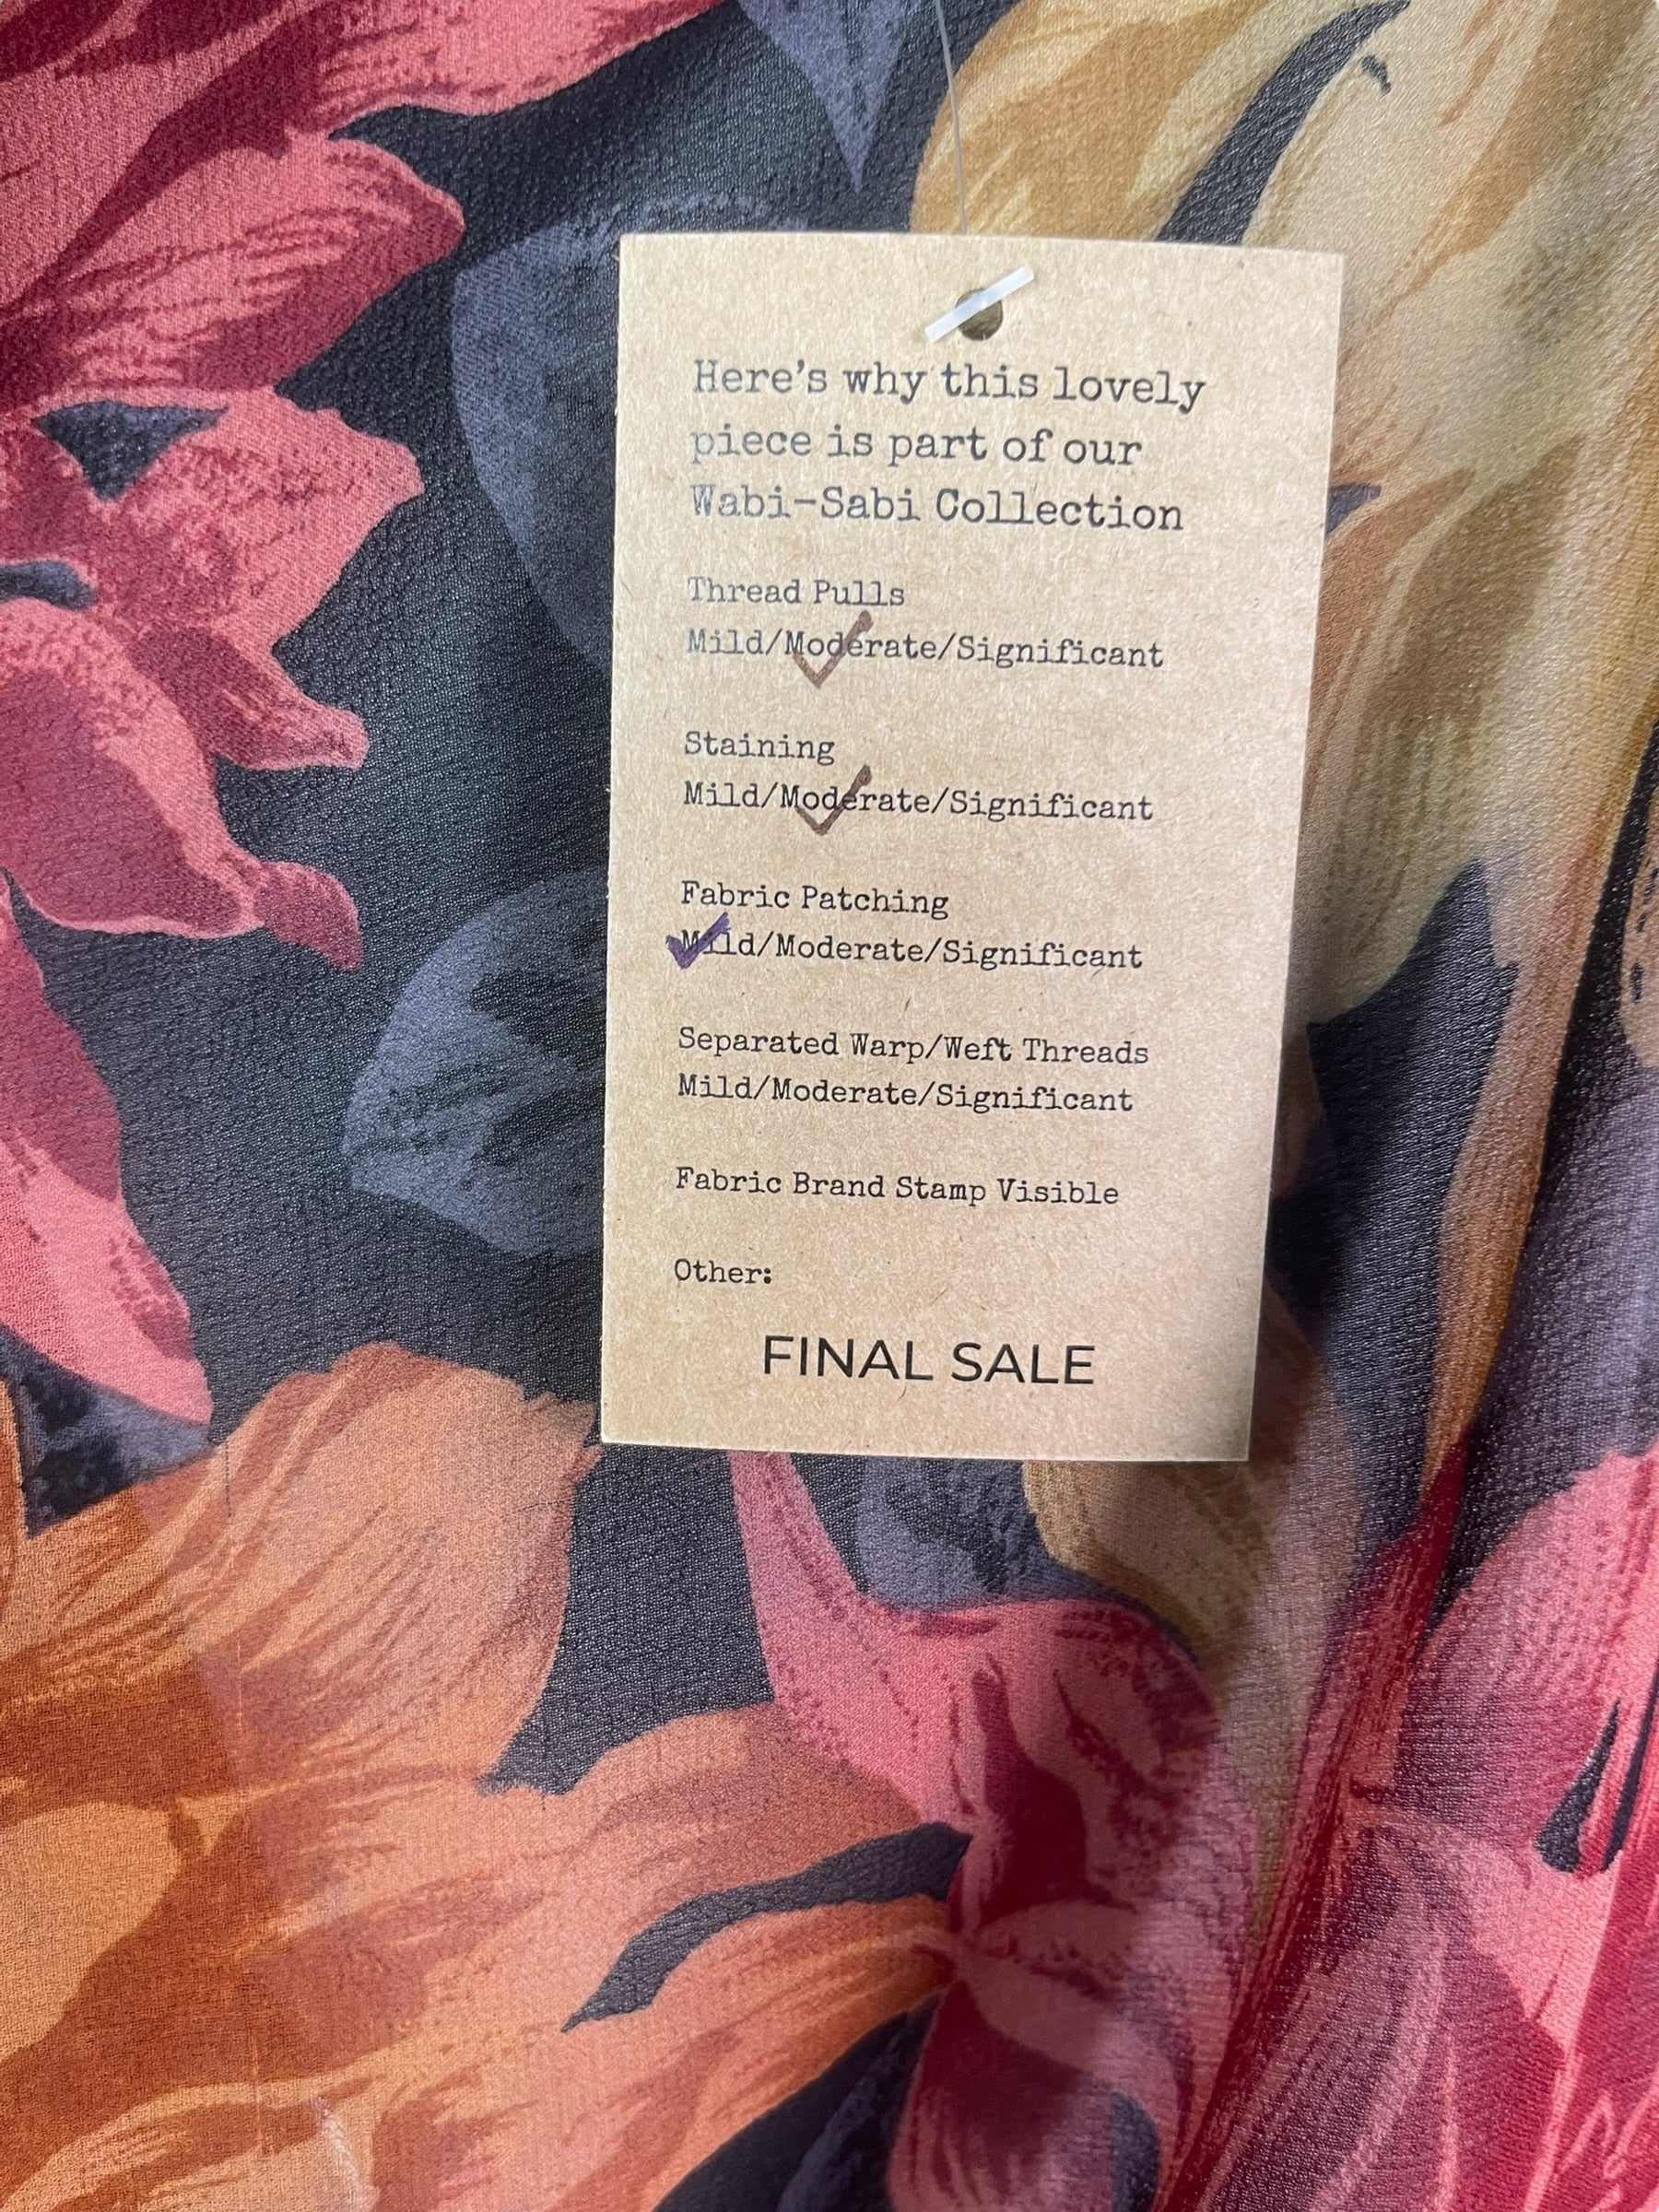 Here's why this lovely
piece is part of our
Wabi-Sabi Collection
Thread Pulls
Mild/Moderate/Significant
Staining
Mild/Moderate/Significant
Fabric Patching
Mild/Moderate/Significant
Separated Warp/Weft Threads
Mild/Moderate/Significant
Fabric Brand Stamp Visible
Other:
FINAL SALE